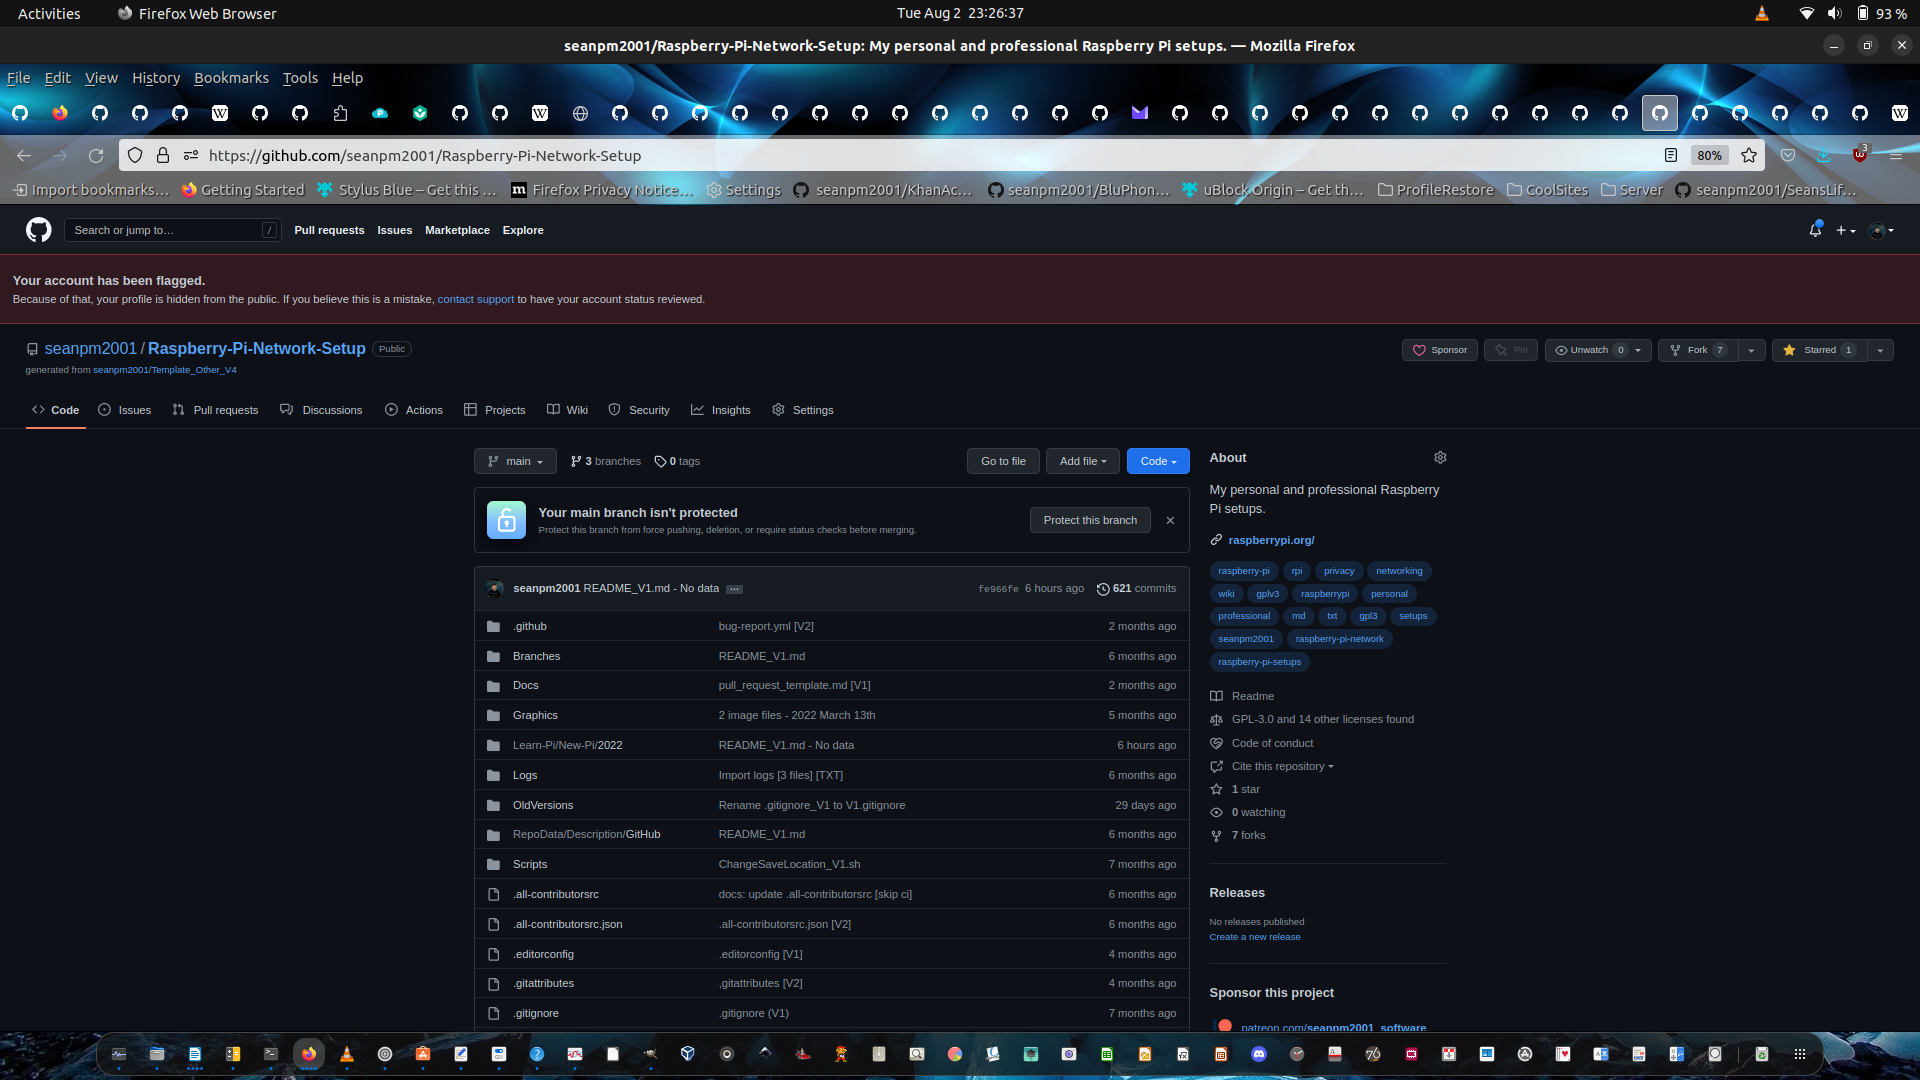 Activities
Firefox Web Browser
Tue Aug 2 23:26:37
93 %
seanpm2001/Raspberry-Pi-Network-Setup: My personal and professional Raspberry Pi setups. — Mozilla Firefox
File Edit View History Bookmarks Tools Help
https://github.com/seanpm2001/Raspberry-Pi-Network-Setup
80%
3
Import bookmarks...
Getting Started
Stylus Blue – Get this ...
Firefox Privacy Notice...
Settings
seanpm2001/KhanAc...
seanpm2001/BluPhon...
uBlock Origin – Get th...
ProfileRestore
CoolSites
Server
seanpm2001/SeansLif...
Search or jump to...
/
Pull requests Issues Marketplace Explore
Your account has been flagged.
Because of that, your profile is hidden from the public. If you believe this is a mistake, contact support to have your account status reviewed.
seanpm2001 / Raspberry-Pi-Network-Setup Public
generated from seanpm2001/Template_Other_V4
Sponsor
Pin
Unwatch 0
Fork 7
Starred 1
Code Issues Pull requests Discussions Actions Projects Wiki Security Insights Settings
main
3 branches
0 tags
Go to file
Add file
Code
Your main branch isn't protected
Protect this branch from force pushing, deletion, or require status checks before merging.
Protect this branch
seanpm2001 README_V1.md - No data ... fe966fe 6 hours ago 621 commits
.github bug-report.yml [V2] 2 months ago
Branches README_V1.md 6 months ago
Docs pull_request_template.md [V1] 2 months ago
Graphics 2 image files - 2022 March 13th 5 months ago
Learn-Pi/New-Pi/2022 README_V1.md - No data 6 hours ago
Logs Import logs [3 files] [TXT] 6 months ago
OldVersions Rename .gitignore_V1 to V1.gitignore 29 days ago
RepoData/Description/GitHub README_V1.md 6 months ago
Scripts ChangeSaveLocation_V1.sh 7 months ago
.all-contributorsrc docs: update .all-contributorsrc [skip ci] 6 months ago
.all-contributorsrc.json .all-contributorsrc.json [V2] 6 months ago
.editorconfig .editorconfig [V1] 4 months ago
.gitattributes .gitattributes [V2] 4 months ago
.gitignore .gitignore (V1) 7 months ago
About
My personal and professional Raspberry
Pi setups.
raspberrypi.org/
raspberry-pi rpi privacy networking
wiki gplv3 raspberrypi personal
professional md txt gpl3 setups
seanpm2001 raspberry-pi-network
raspberry-pi-setups
Readme
GPL-3.0 and 14 other licenses found
Code of conduct
Cite this repository
1 star
0 watching
7 forks
Releases
No releases published
Create a new release
Sponsor this project
patreon.com/seanpm2001_software